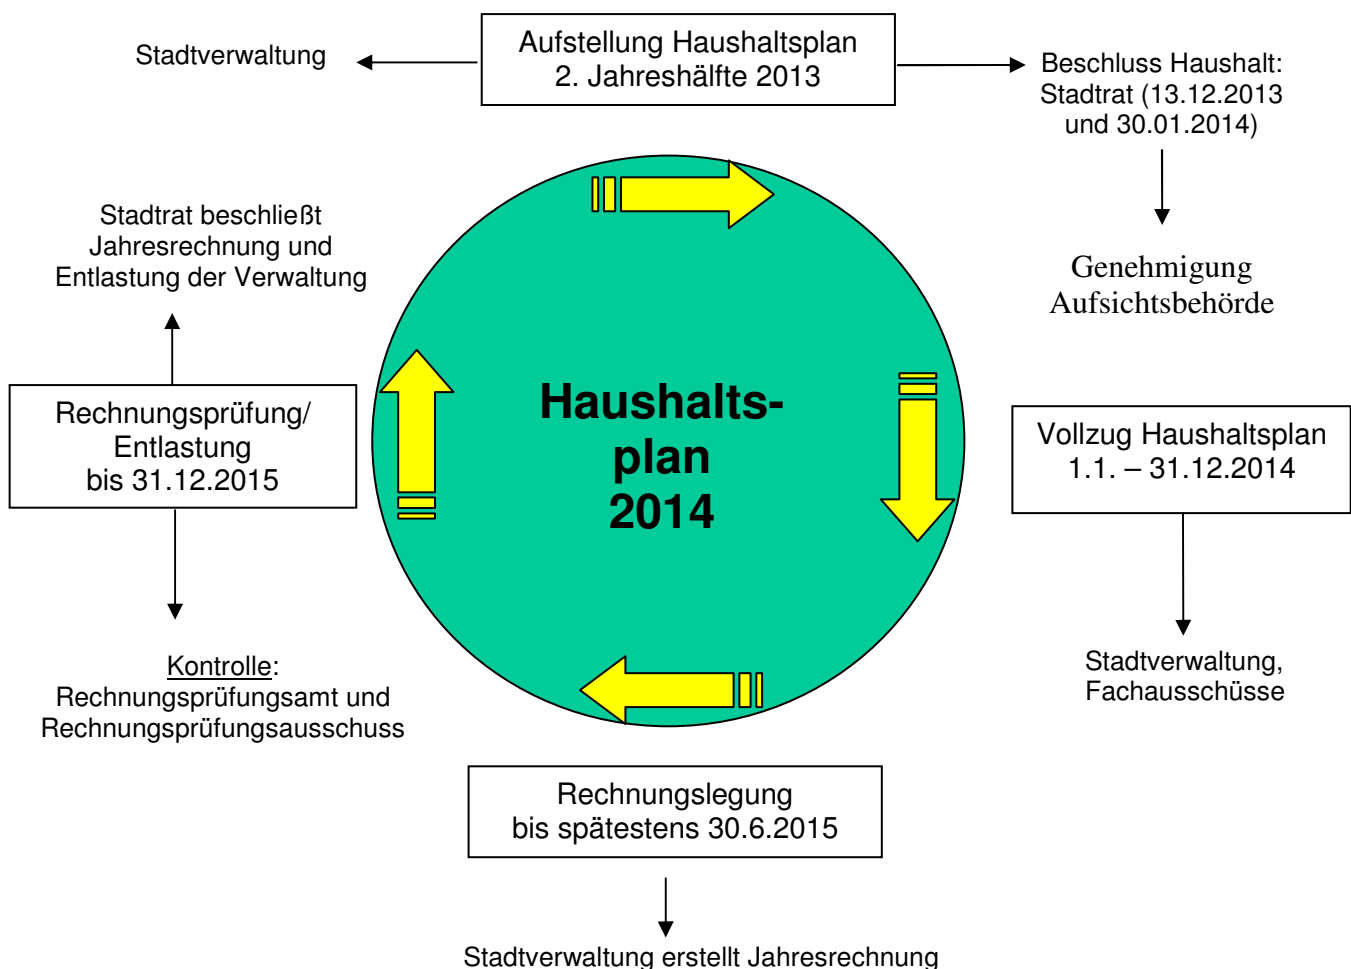 Stadtverwaltung
Aufstellung Haushaltsplan
2. Jahreshälfte 2013
Beschluss Haushalt:
Stadtrat (13.12.2013
und 30.01.2014)
Genehmigung
Aufsichtsbehörde
Stadtrat beschließt
Jahresrechnung und
Entlastung der Verwaltung
Rechnungsprüfung/
Entlastung
bis 31.12.2015
Haushalts-
plan
2014
Vollzug Haushaltsplan
1.1. – 31.12.2014
Kontrolle:
Rechnungsprüfungsamt und
Rechnungsprüfungsausschuss
Stadtverwaltung,
Fachausschüsse
Rechnungslegung
bis spätestens 30.6.2015
Stadtverwaltung erstellt Jahresrechnung